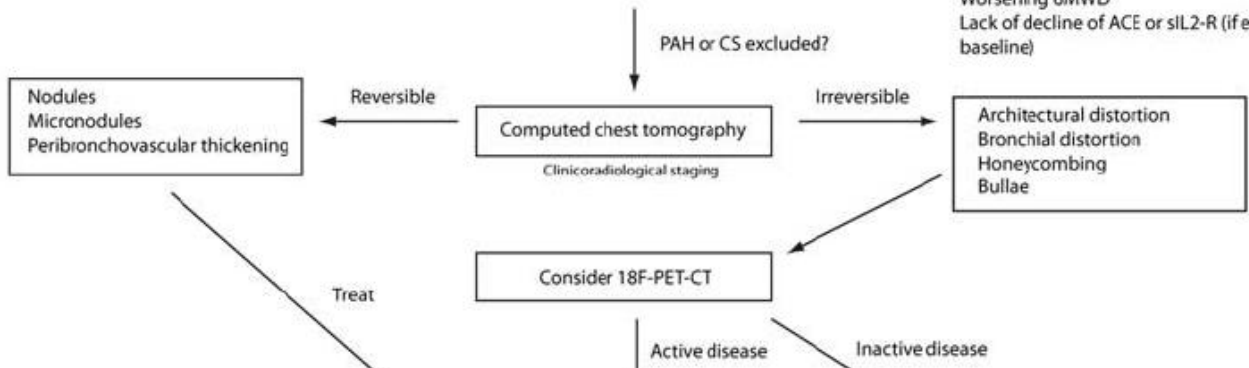 Worsening 6MWD
Lack of decline of ACE or sIL2-R (if e
baseline)
PAH or CS excluded?
Nodules
Micronodules
Peribronchovascular thickening
Reversible
Computed chest tomography
Clinicoradiological staging
Irreversible
Architectural distortion
Bronchial distortion
Honeycombing
Bullae
Consider 18F-PET-CT
Treat
Active disease
Inactive disease